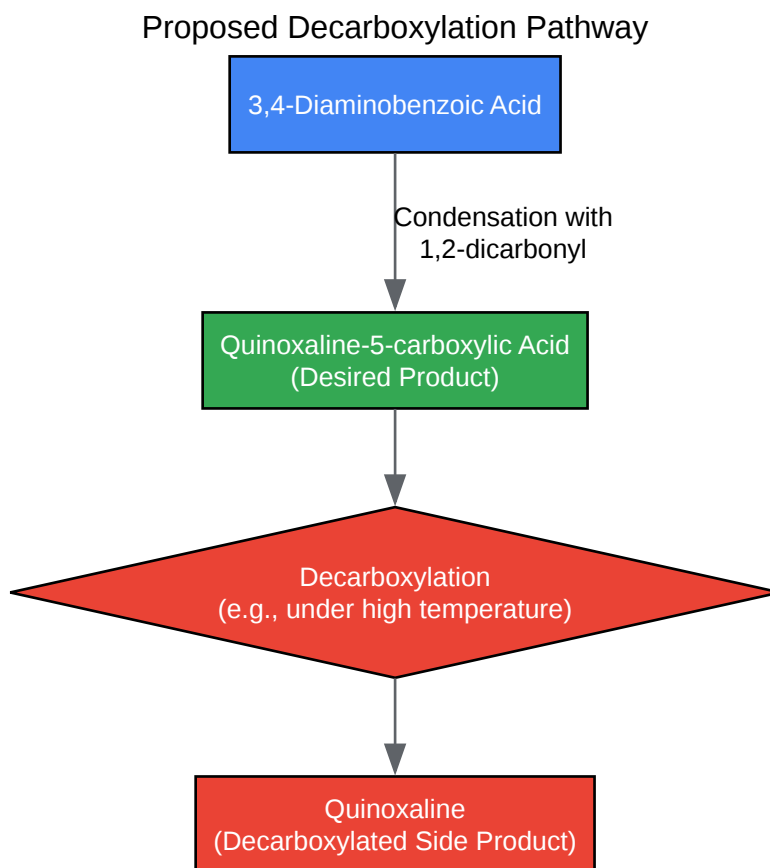 Proposed Decarboxylation Pathway
3,4-Diaminobenzoic Acid
Condensation with
1,2-dicarbonyl
Quinoxaline-5-carboxylic Acid
(Desired Product)
Decarboxylation
(e.g., under high temperature)
Quinoxaline
(Decarboxylated Side Product)